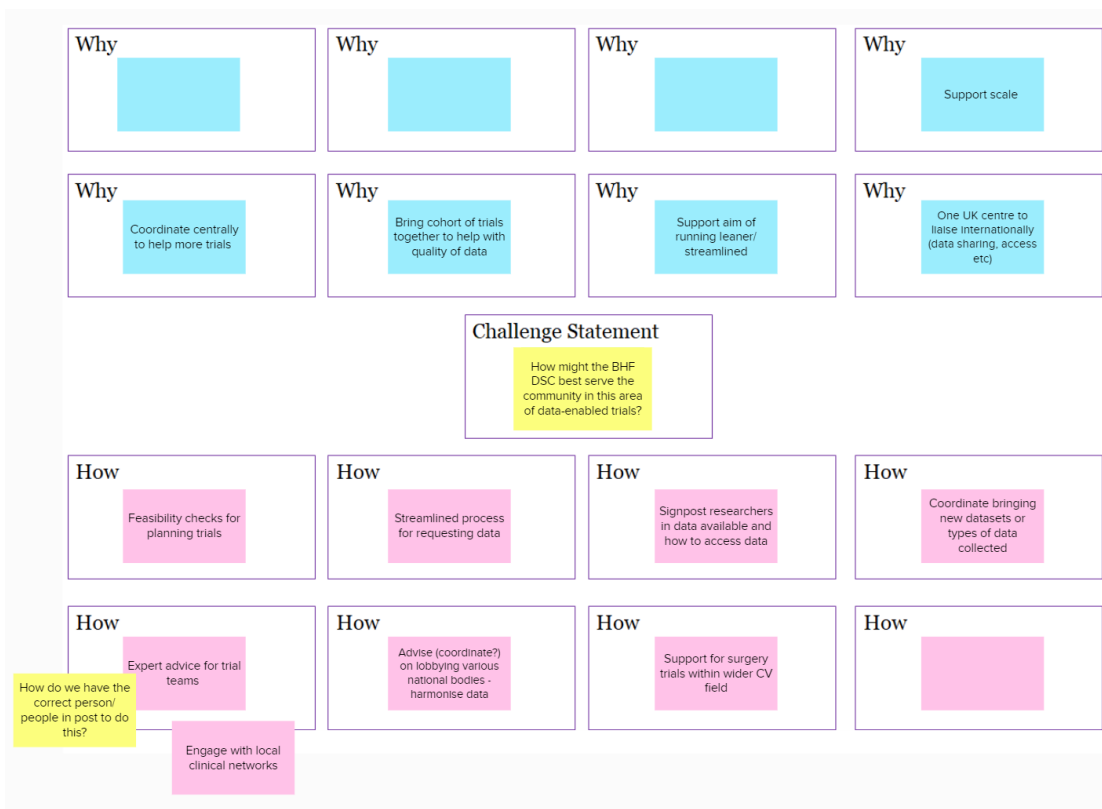 Why
Why
Why
Why
Support scale
Why
Coordinate centrally
to help more trials
Why
Bring cohort of trials
together to help with
quality of data
Why
Support aim of
running leaner/
streamlined
Why
One UK centre to
liaise internationally
(data sharing, access
etc)
Challenge Statement
How might the BHF
DSC best serve the
community in this area
of data-enabled trials?
How
Feasibility checks for
planning trials
How
Streamlined process
for requesting data
How
Signpost researchers
in data available and
how to access data
How
Coordinate bringing
new datasets or
types of data
collected
How
Expert advice for trial
teams
How do we have the
correct person/
people in post to do
this?
Engage with local
clinical networks
How
Advise (coordinate?)
on lobbying various
national bodies -
harmonise data
How
Support for surgery
trials within wider CV
field
How